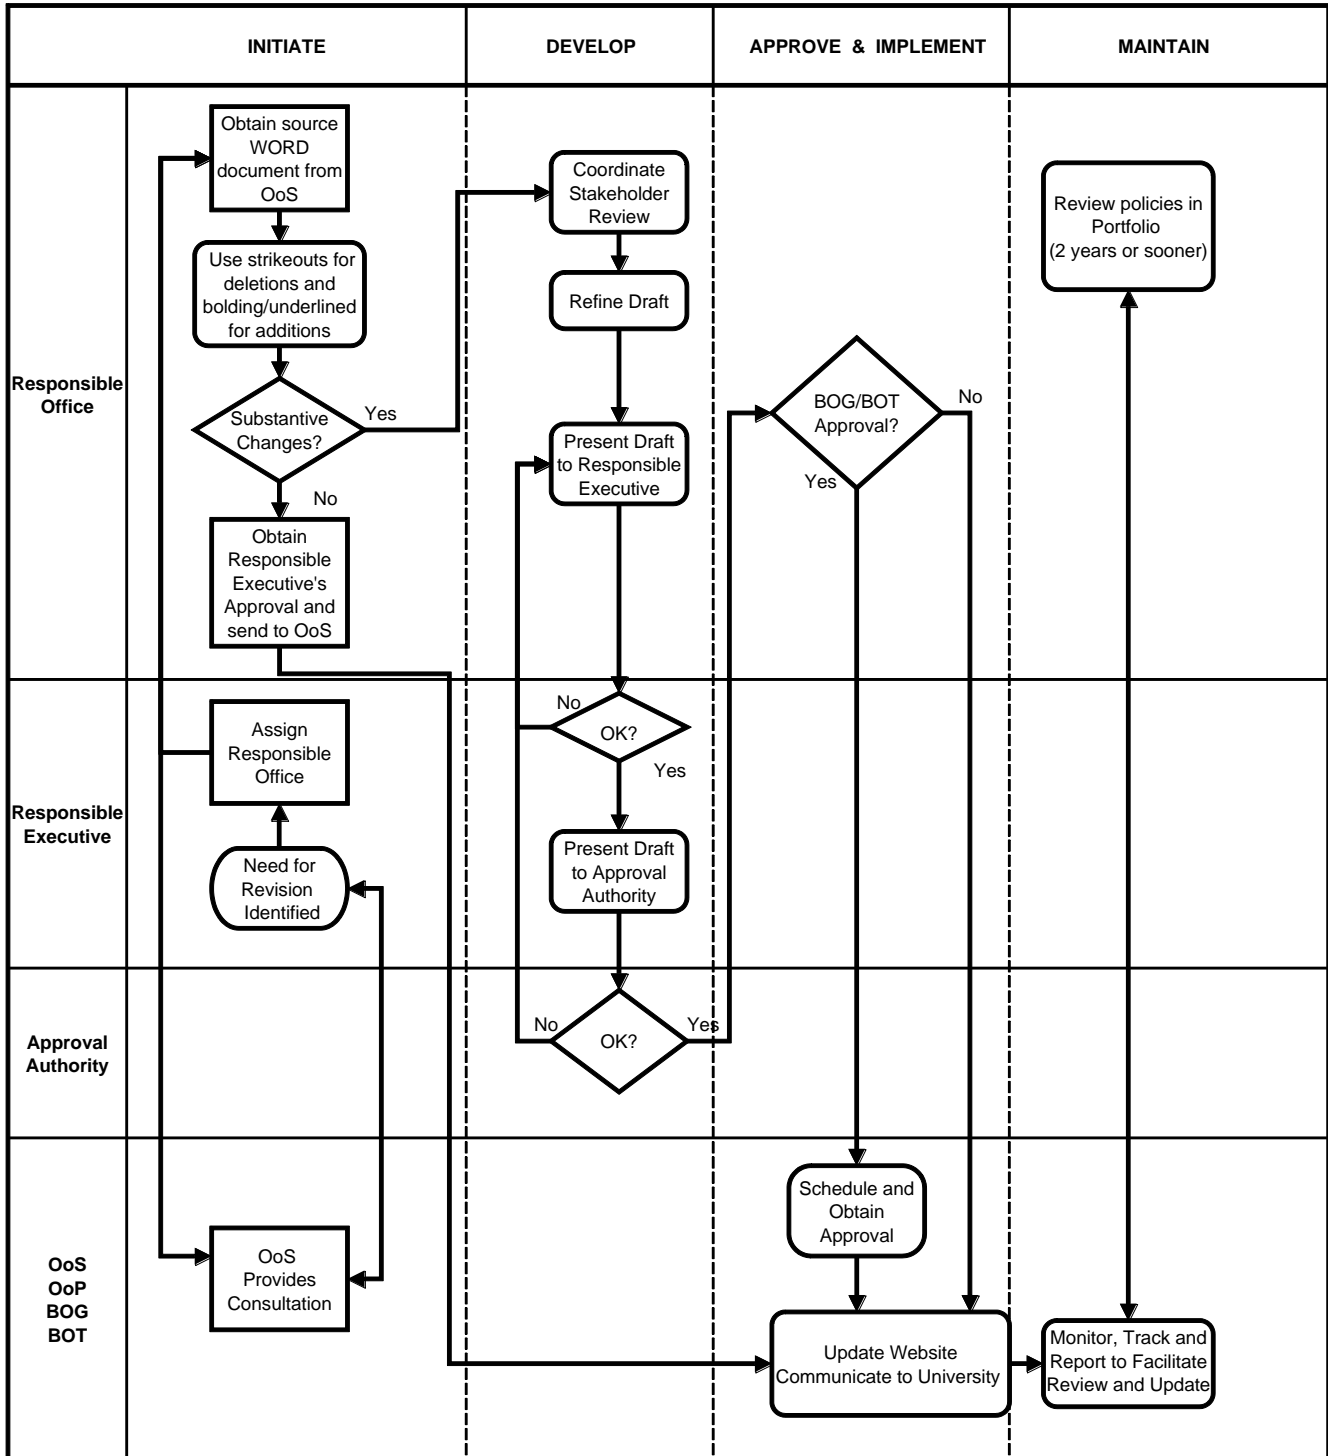 INITIATE
DEVELOP
APPROVE & IMPLEMENT
MAINTAIN
Responsible
Office
Obtain source
WORD
document from
OoS
Use strikeouts for
deletions and
bolding/underlined
for additions
Substantive
Changes?
Yes
No
Obtain
Responsible
Executive's
Approval and
send to OoS
Coordinate
Stakeholder
Review
Refine Draft
Present Draft
to Responsible
Executive
BOG/BOT
Approval?
No
Yes
Review policies in
Portfolio
(2 years or sooner)
Responsible
Executive
Assign
Responsible
Office
Need for
Revision
Identified
No
OK?
Yes
Present Draft
to Approval
Authority
Approval
Authority
No
OK?
Yes
OoS
OoP
BOG
BOT
OoS
Provides
Consultation
Schedule and
Obtain
Approval
Update Website
Communicate to University
Monitor, Track and
Report to Facilitate
Review and Update